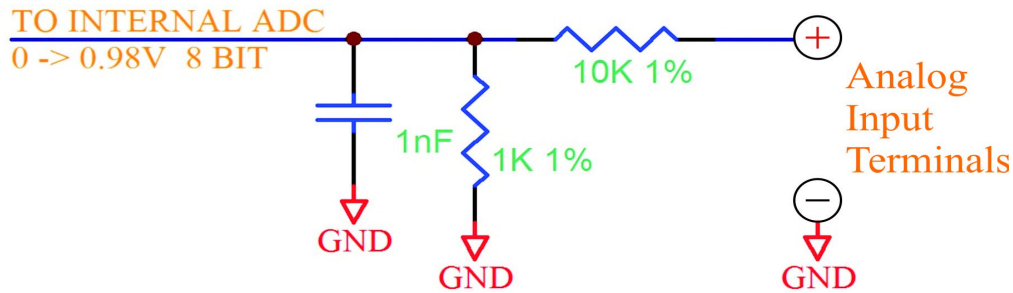 TO INTERNAL ADC
0 -> 0.98V 8 BIT
10K 1%
+
Analog
Input
Terminals
1nF
1K 1%
−
GND
GND
GND